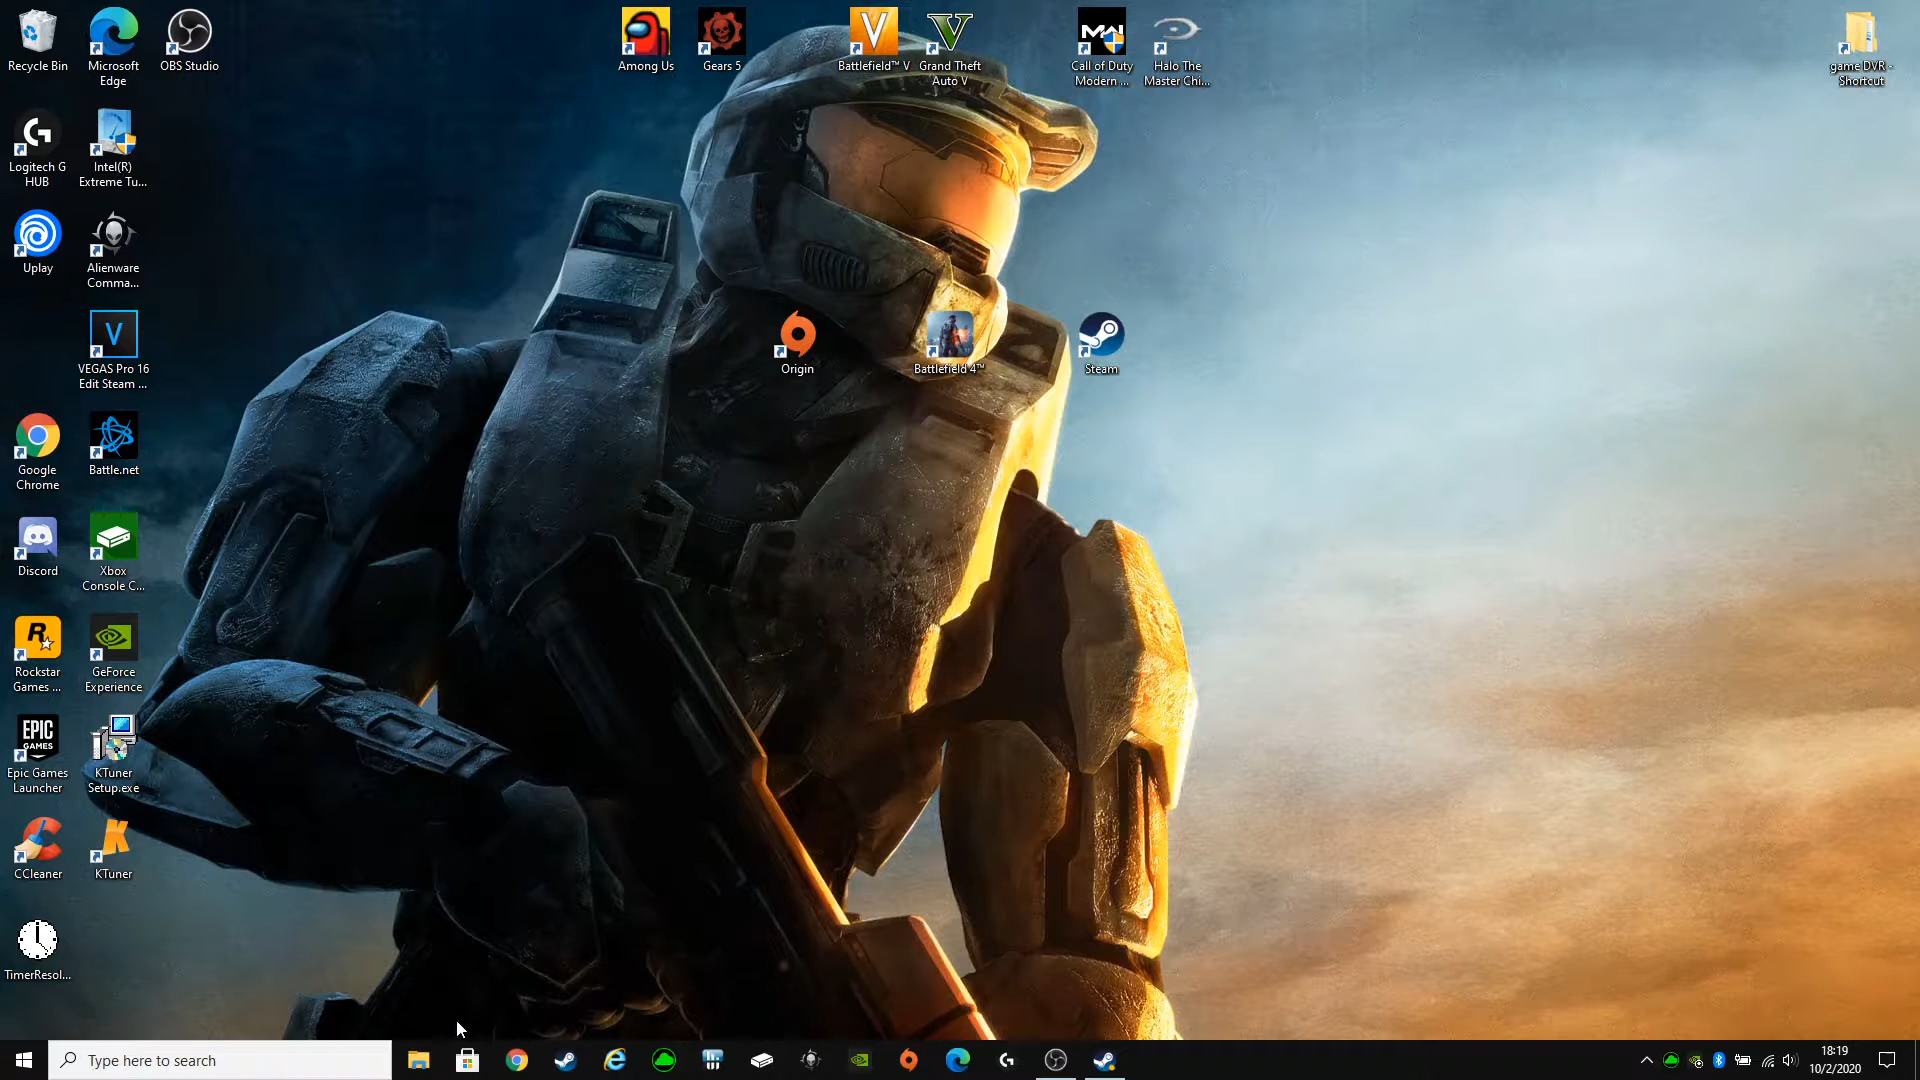 Recycle Bin
Microsoft
Edge
OBS Studio
Among Us
Gears 5
Battlefield™ V
Grand Theft
Auto V
MW
Call of Duty
Modern ...
Halo The
Master Chi...
game DVR -
Shortcut
Logitech G
HUB
Intel(R)
Extreme Tu...
Uplay
Alienware
Comma...
V
VEGAS Pro 16
Edit Steam ...
Origin
Battlefield 4™
Steam
Google
Chrome
Battle.net
Discord
Xbox
Console C...
R
Rockstar
Games ...
GeForce
Experience
EPIC
GAMES
Epic Games
Launcher
KTuner
Setup.exe
CCleaner
K
KTuner
TimerResol...
Type here to search
18:19
10/2/2020